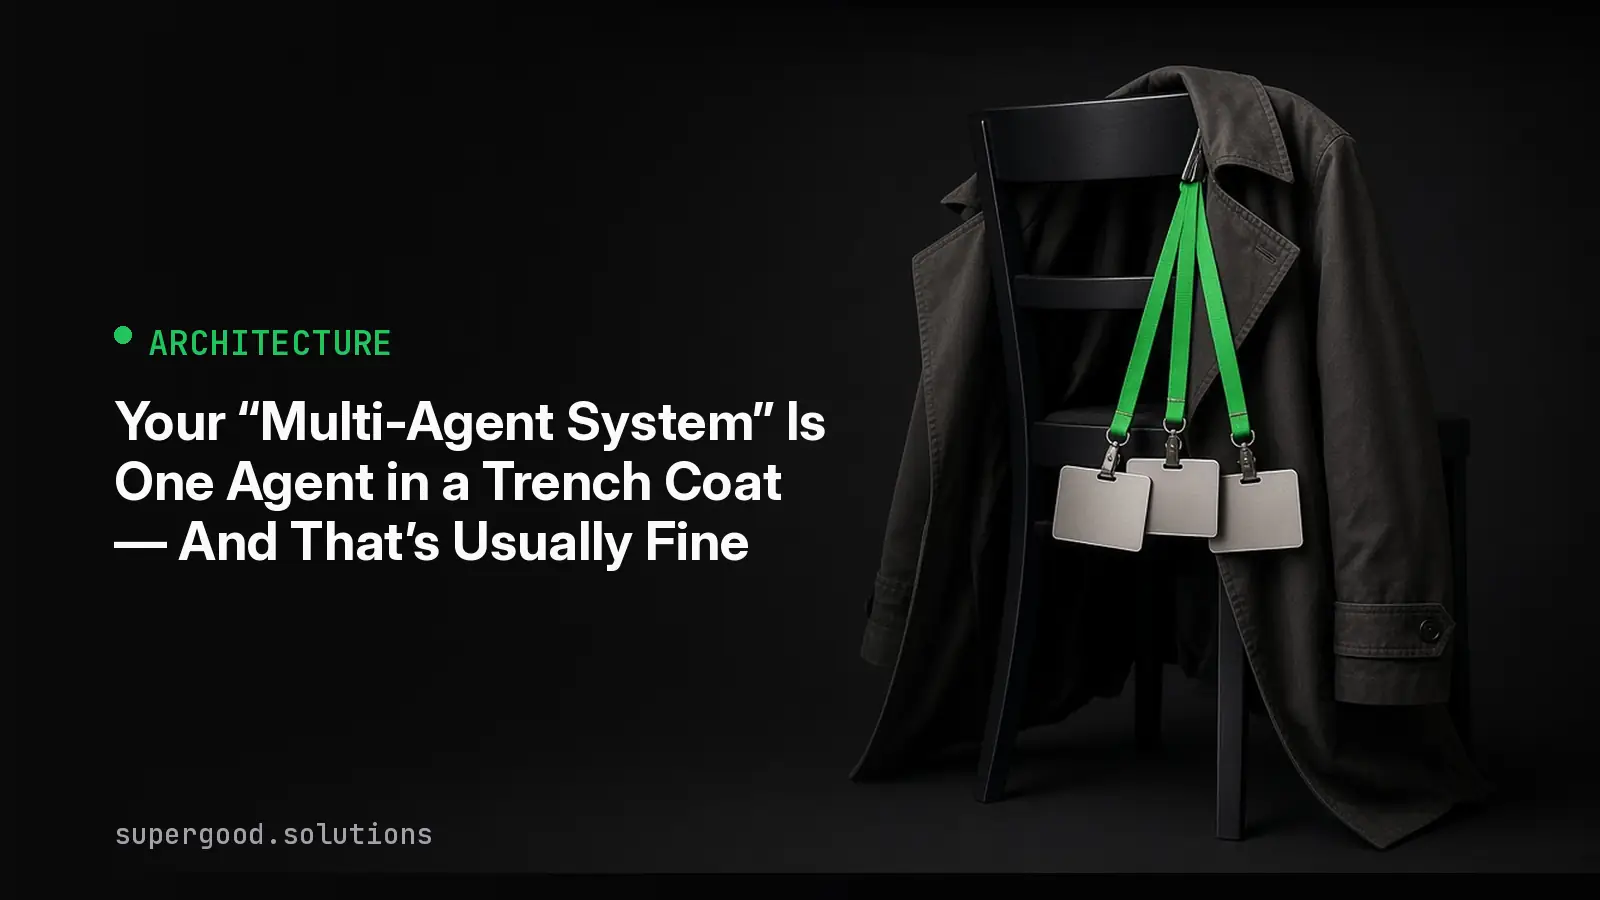 ARCHITECTURE
Your “Multi-Agent System” Is
One Agent in a Trench Coat
— And That’s Usually Fine
supergood.solutions